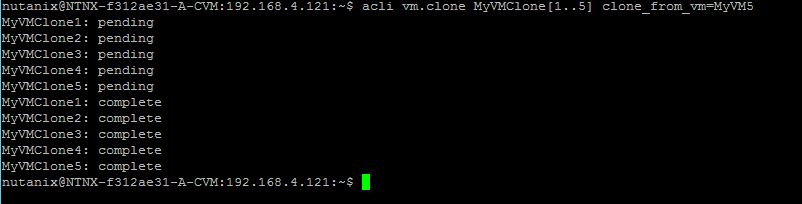 nutanix@NTNX-f312ae31-A-CVM:192.168.4.121:~$ acli vm.clone MyVMClone[1..5] clone_from_vm=MyVM5
MyVMClone1: pending
MyVMClone2: pending
MyVMClone3: pending
MyVMClone4: pending
MyVMClone5: pending
MyVMClone1: complete
MyVMClone2: complete
MyVMClone3: complete
MyVMClone4: complete
MyVMClone5: complete
nutanix@NTNX-f312ae31-A-CVM:192.168.4.121:~$